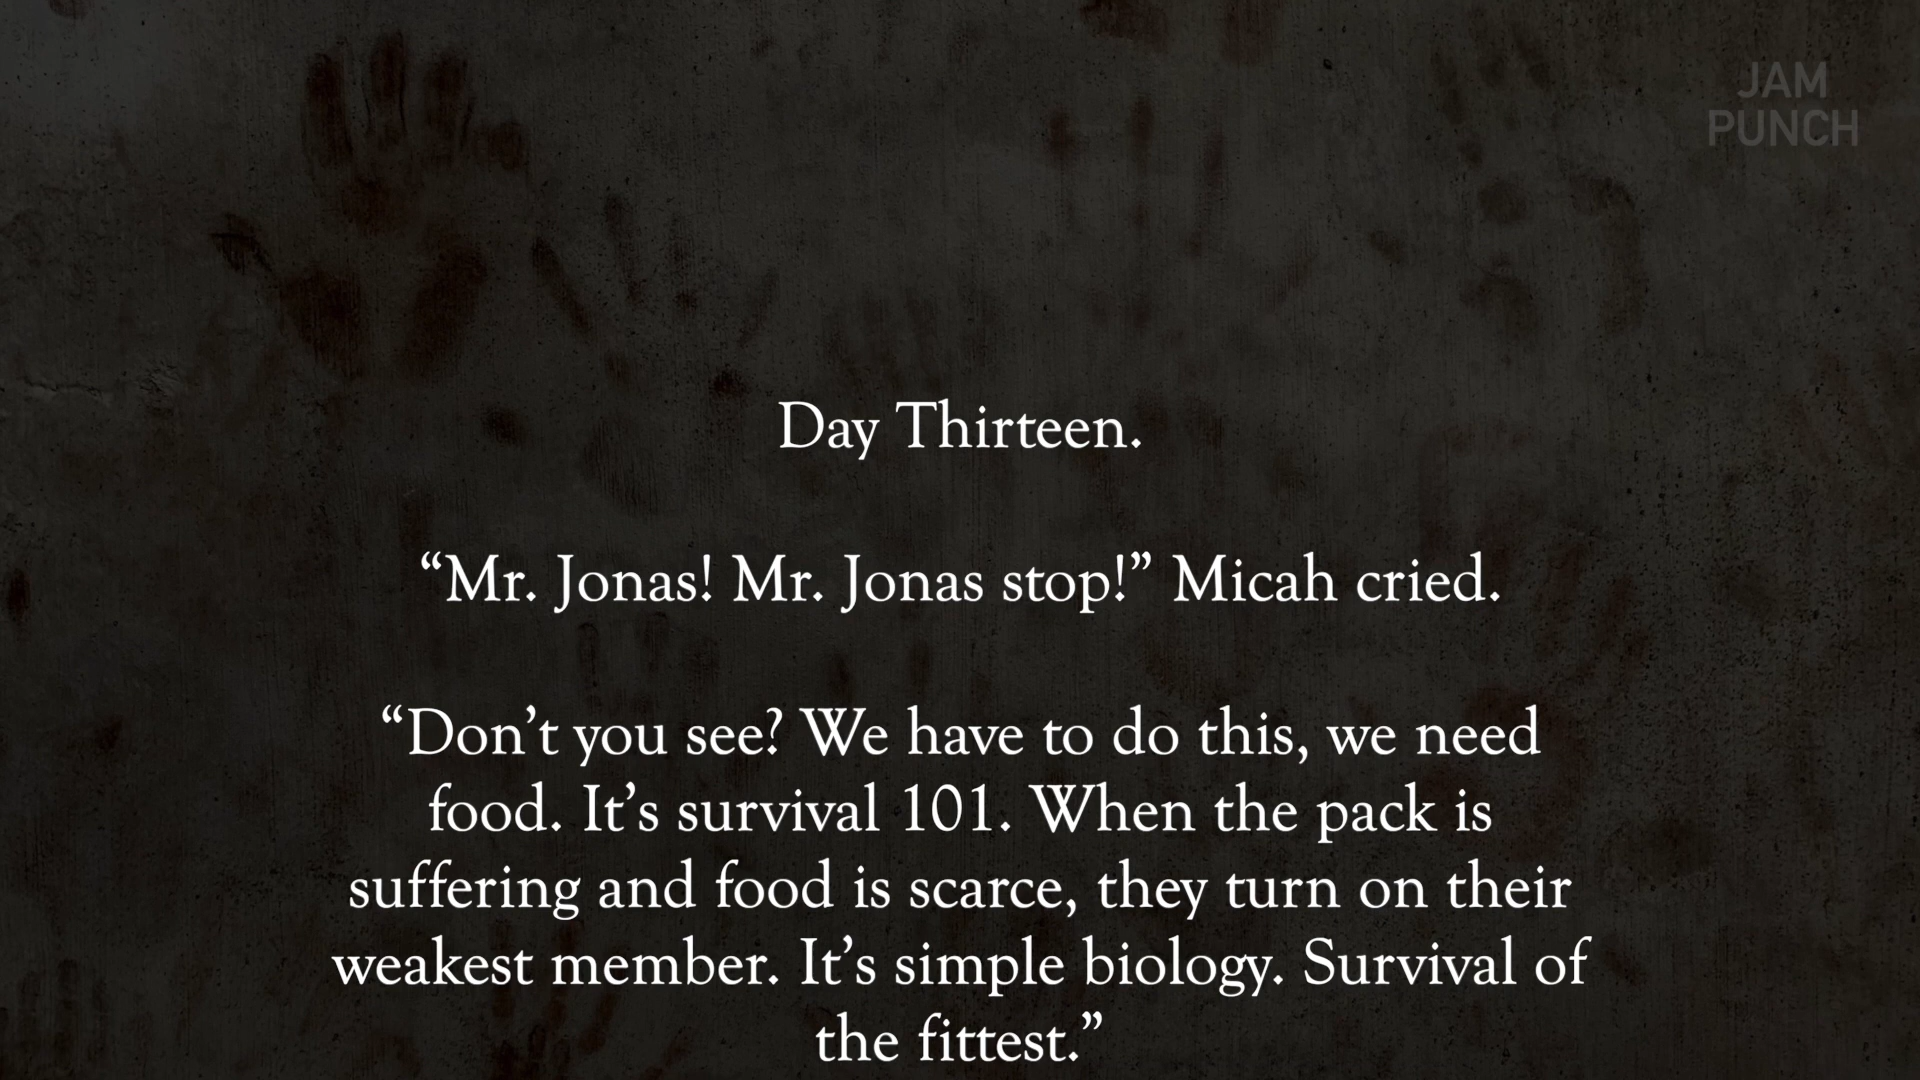 JAM
PUNCH
Day Thirteen.
“Mr. Jonas! Mr. Jonas stop!” Micah cried.
“Don’t you see? We have to do this, we need
food. It’s survival 101. When the pack is
suffering and food is scarce, they turn on their
weakest member. It’s simple biology. Survival of
the fittest.”